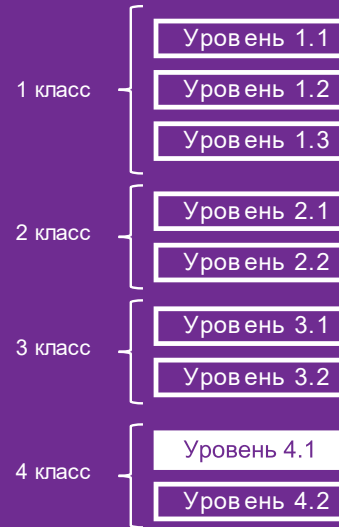 1 класс
Уровень 1.1
Уровень 1.2
Уровень 1.3
2 класс
Уровень 2.1
Уровень 2.2
3 класс
Уровень 3.1
Уровень 3.2
4 класс
Уровень 4.1
Уровень 4.2